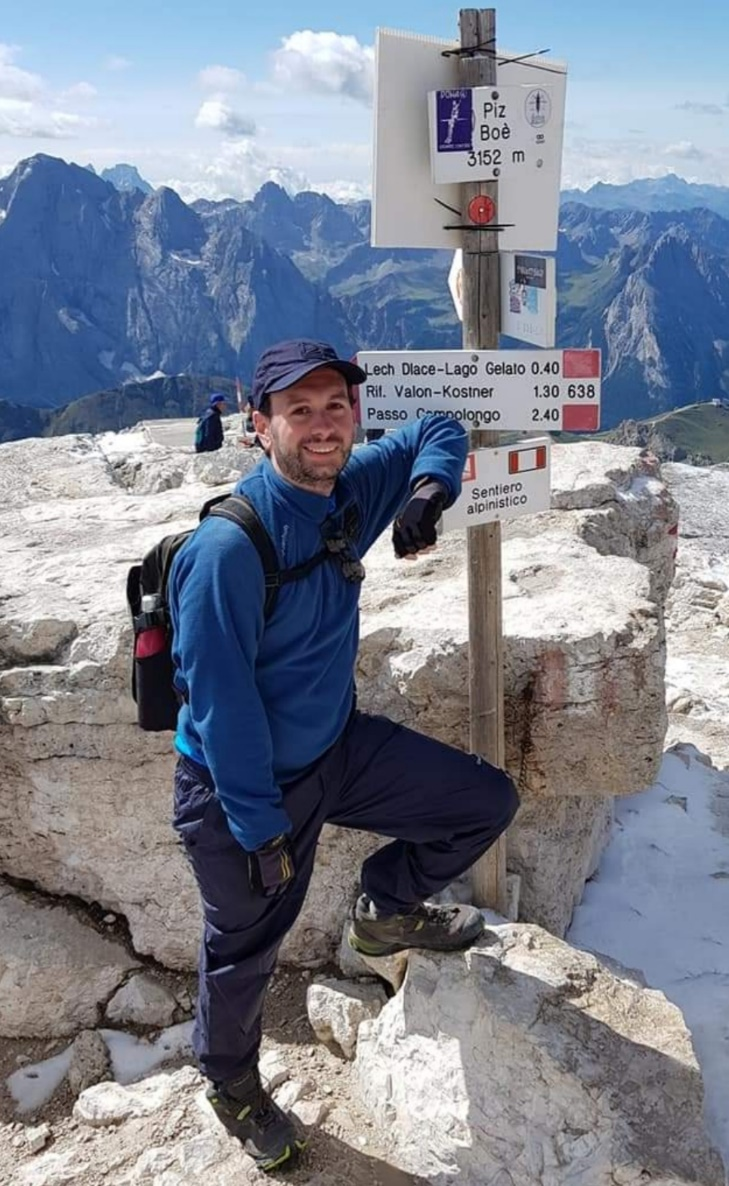 Piz
Boè
3152 m
Lech Dlace-Lago Gelato 0.40
Rif. Valon-Kostner 1.30 638
Passo Campolongo 2.40
Sentiero
alpinistico